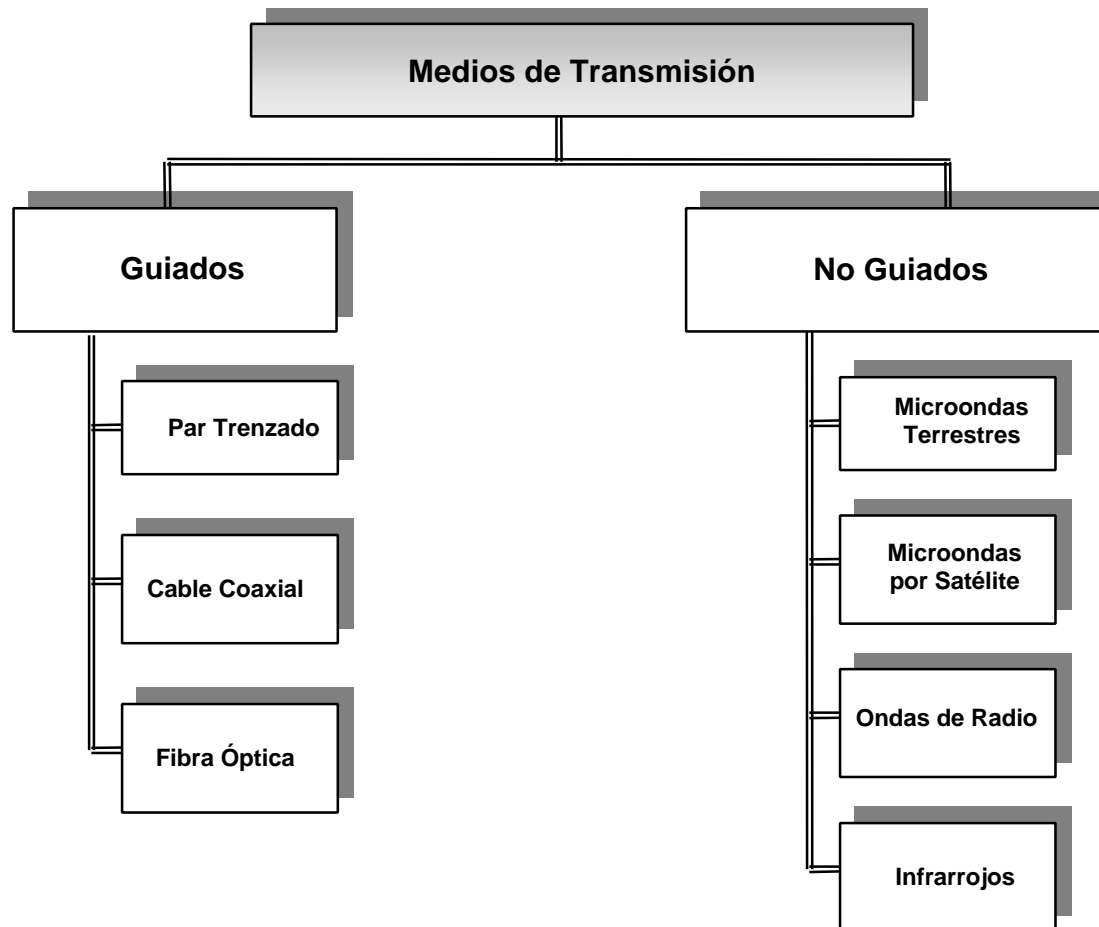 Medios de Transmisión
Guiados
No Guiados
Par Trenzado
Cable Coaxial
Fibra Óptica
Microondas
Terrestres
Microondas
por Satélite
Ondas de Radio
Infrarrojos